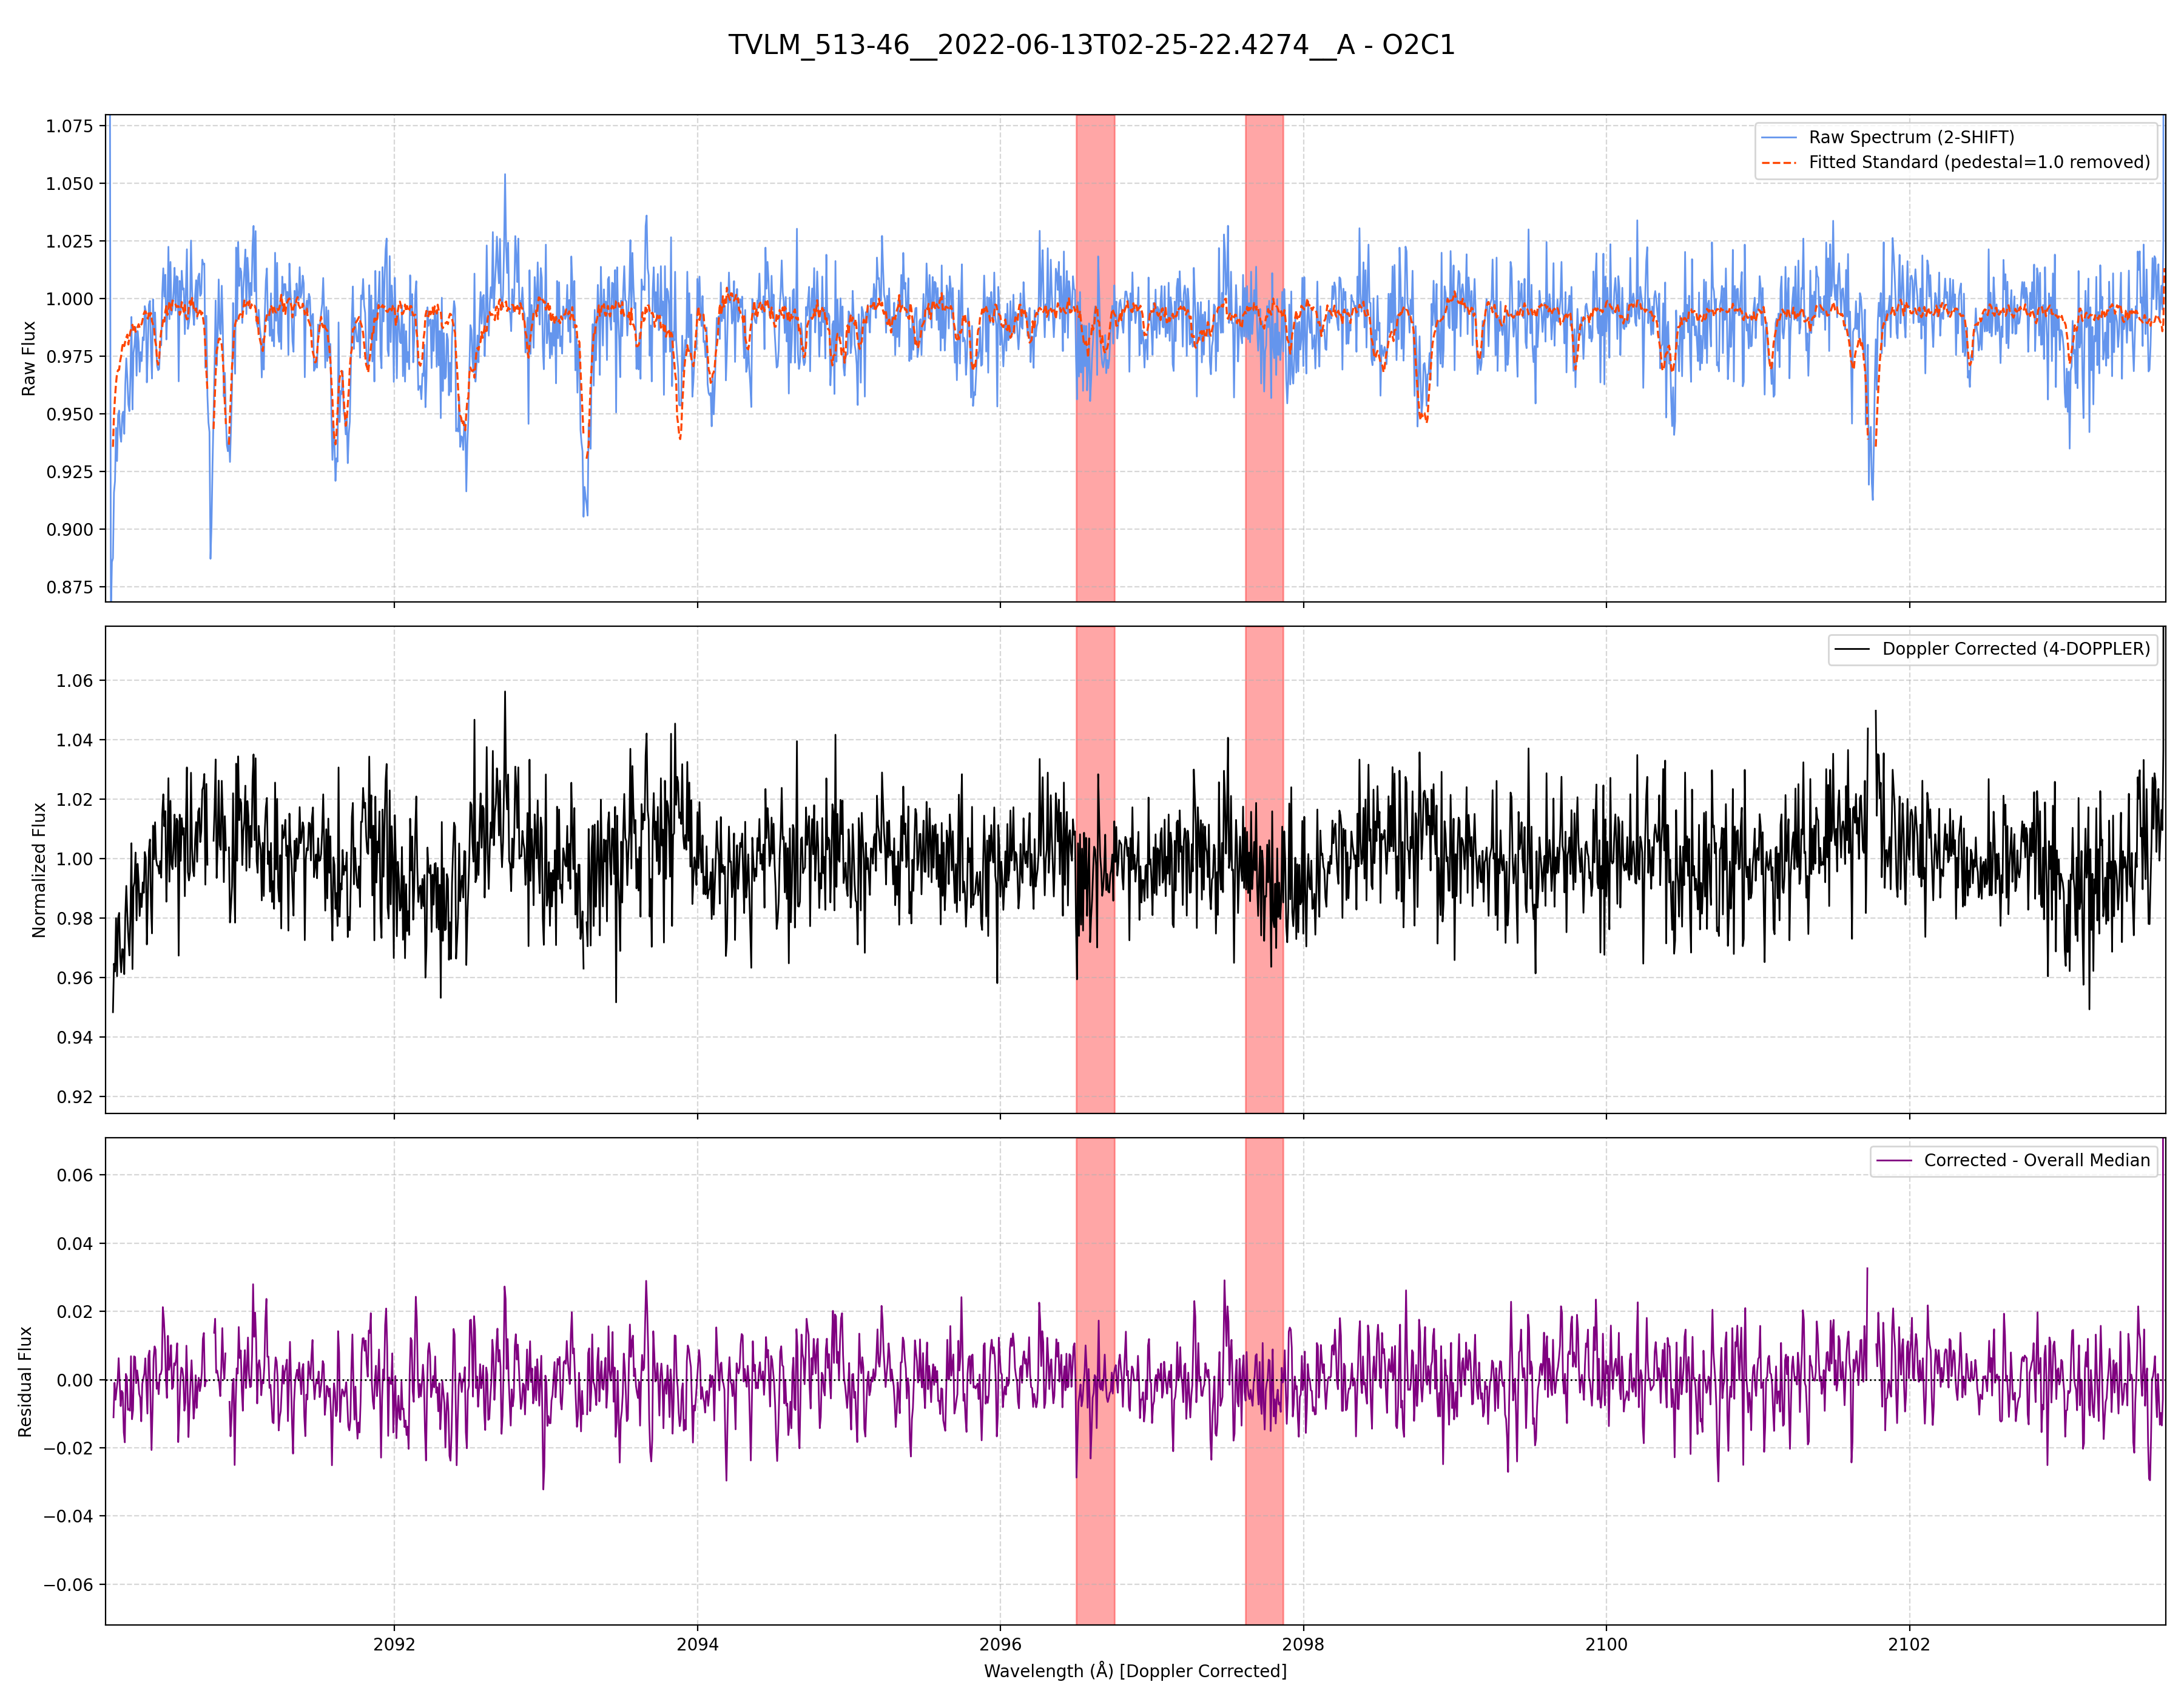 TVLM_513-46__2022-06-13T02-25-22.4274__A - O2C1
Raw Flux
1.075
1.050
1.025
1.000
0.975
0.950
0.925
0.900
0.875
Raw Spectrum (2-SHIFT)
Fitted Standard (pedestal=1.0 removed)
Normalized Flux
1.06
1.04
1.02
1.00
0.98
0.96
0.94
0.92
Doppler Corrected (4-DOPPLER)
Residual Flux
0.06
0.04
0.02
0.00
−0.02
−0.04
−0.06
Corrected - Overall Median
2092 2094 2096 2098 2100 2102
Wavelength (Å) [Doppler Corrected]